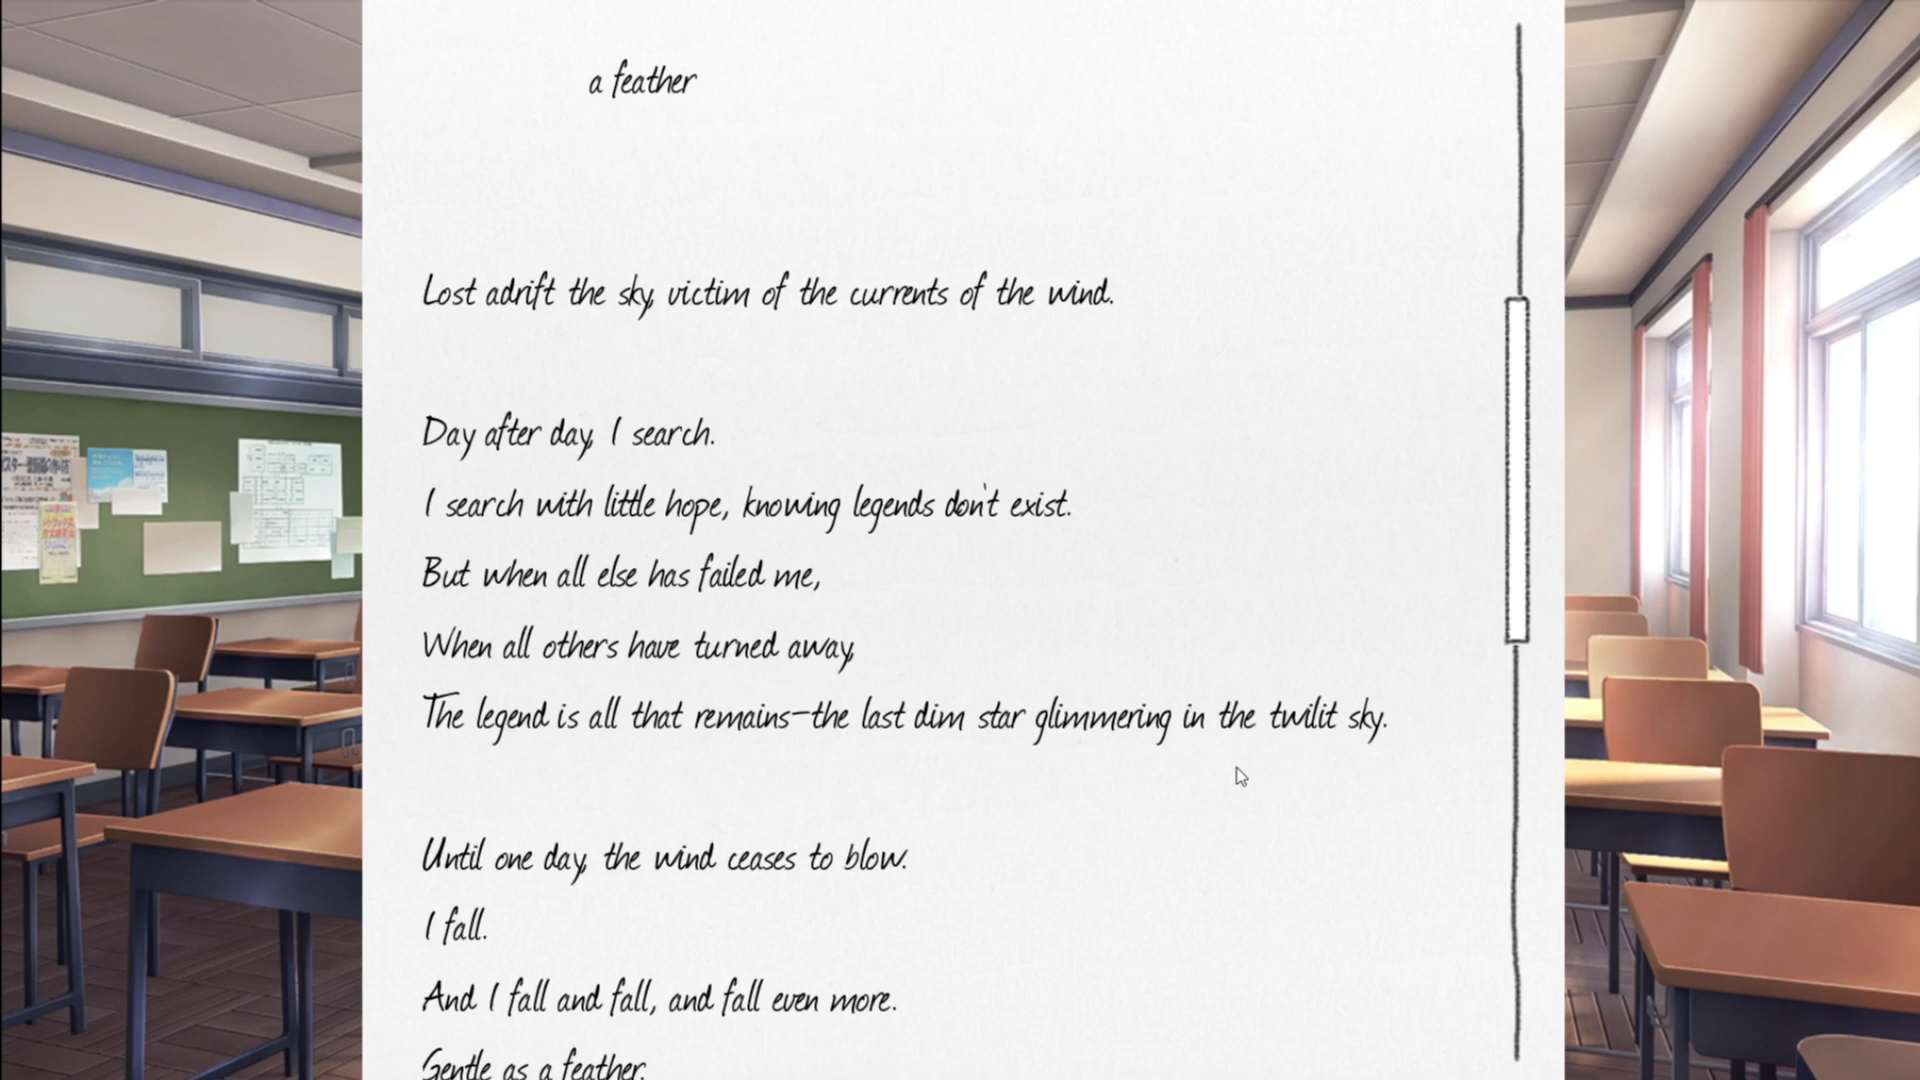 a feather
Lost adrift the sky, victim of the currents of the wind.
Day after day, I search.
I search with little hope, knowing legends don't exist.
But when all else has failed me,
When all others have turned away,
The legend is all that remains—the last dim star glimmering in the twilit sky.
Until one day, the wind ceases to blow.
I fall.
And I fall and fall, and fall even more.
Gentle as a feather.